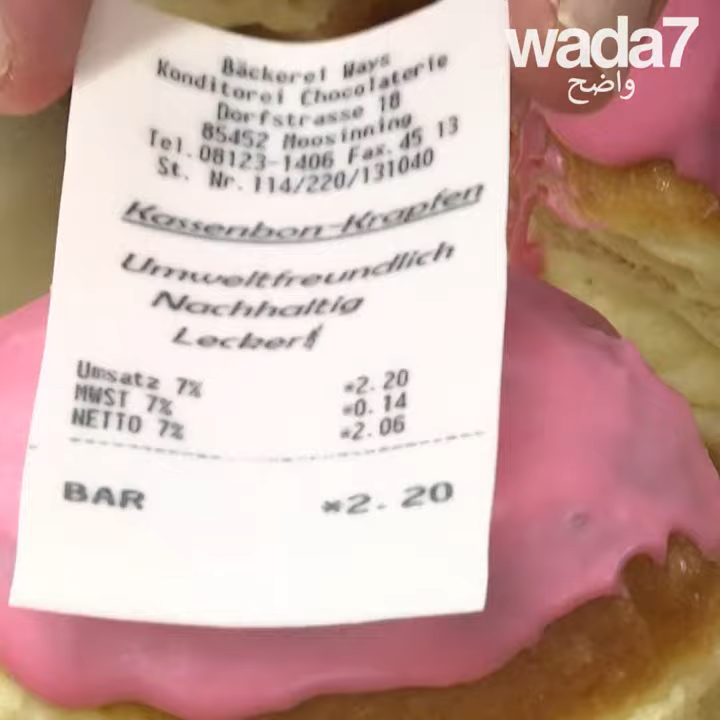 wada7
واضح
Bäckerei Ways
Konditorei Chocolaterie
Dorfstrasse 18
85452 Moosinning
Tel. 08123-1406 Fax. 45 13
St. Nr. 114/220/131040
Kassenbon-Krapfen
Umweltfreundlich
Nachhaltig
Lecker!
Umsatz 7% *2.20
MWST 7% *0.14
NETTO 7% *2.06
BAR *2.20